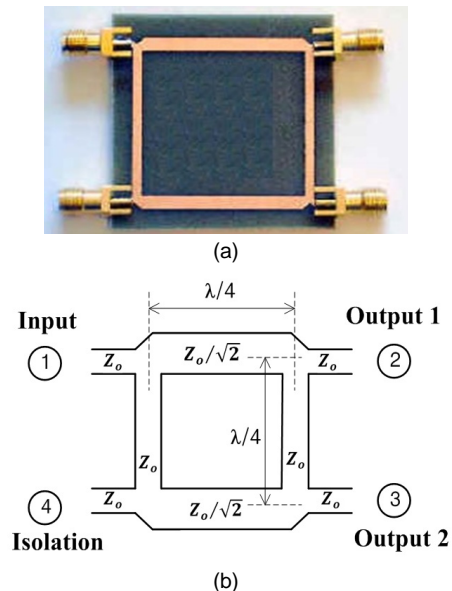 (a)
λ/4
Input
Output 1
1
Zₒ
Zₒ/√2
Zₒ
2
λ/4
Zₒ
Zₒ
4
Zₒ
Zₒ/√2
Zₒ
3
Isolation
Output 2
(b)